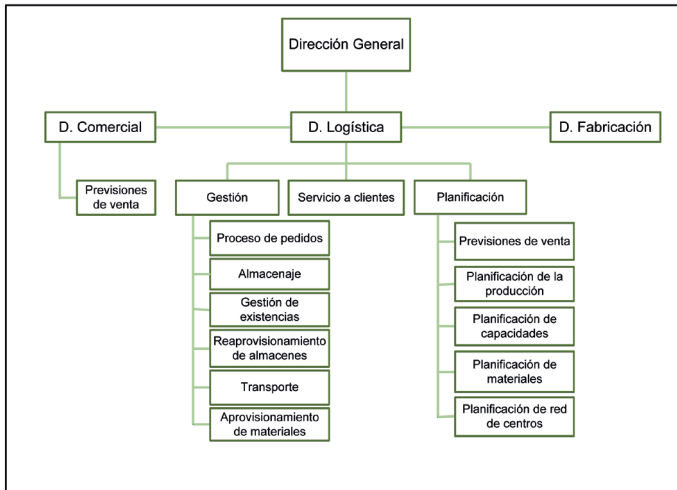 Dirección General
D. Comercial
D. Logística
D. Fabricación
Previsiones
de venta
Gestión
Servicio a clientes
Planificación
Proceso de pedidos
Almacenaje
Gestión de
existencias
Reaprovisionamiento
de almacenes
Transporte
Aprovisionamiento
de materiales
Previsiones de venta
Planificación de la
producción
Planificación de
capacidades
Planificación de
materiales
Planificación de red
de centros